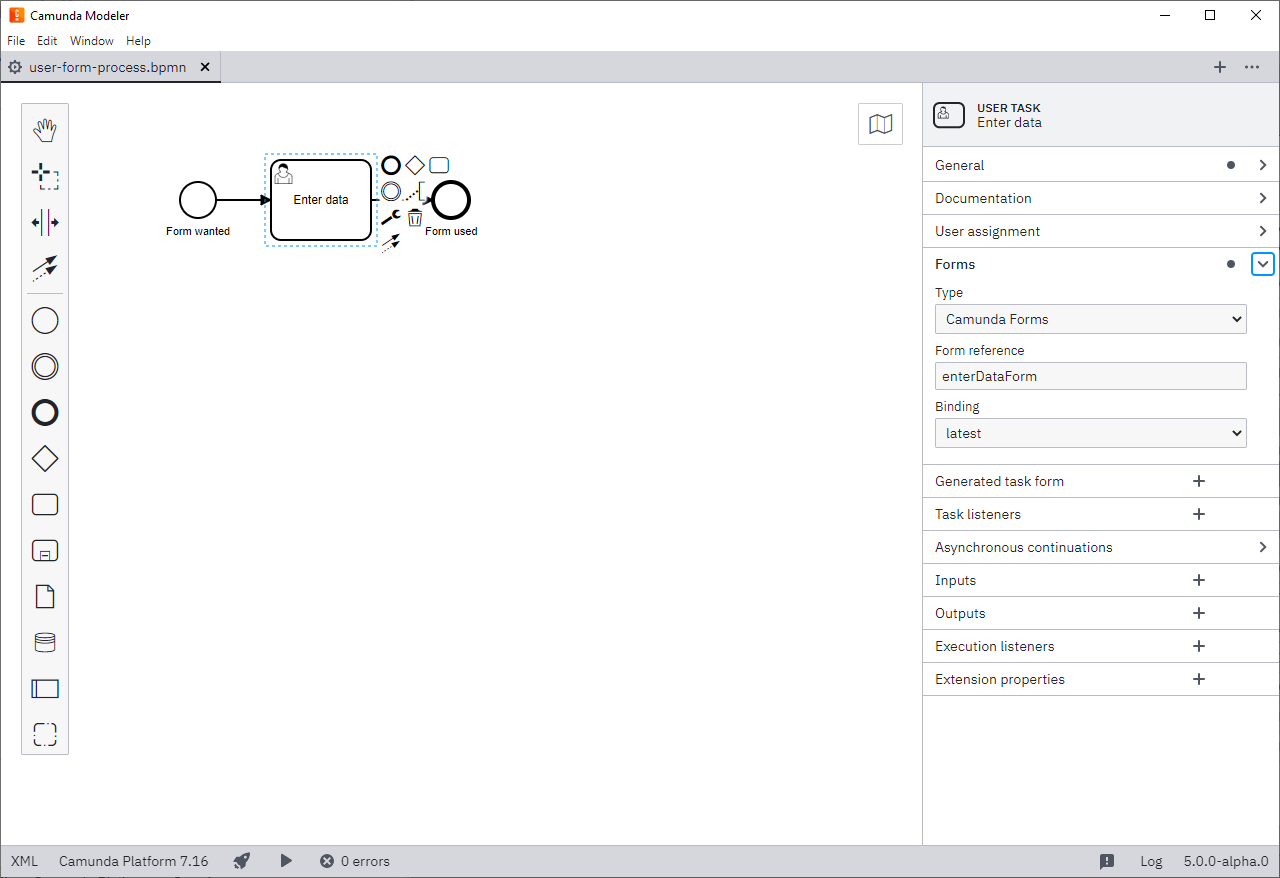 Camunda Modeler
File Edit Window Help
user-form-process.bpmn
Enter data
Form wanted
Form used
USER TASK
Enter data
General
Documentation
User assignment
Forms
Type
Camunda Forms
Form reference
enterDataForm
Binding
latest
Generated task form
Task listeners
Asynchronous continuations
Inputs
Outputs
Execution listeners
Extension properties
XML Camunda Platform 7.16 0 errors Log 5.0.0-alpha.0